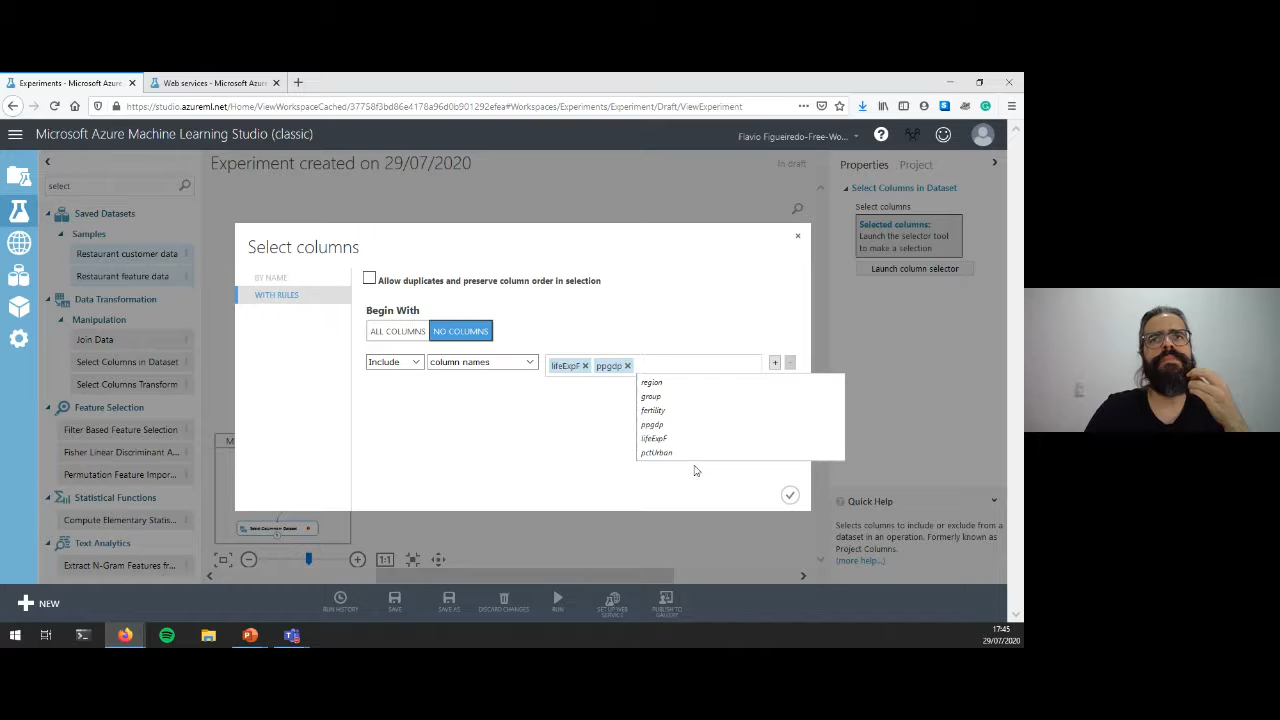 Experiments - Microsoft Azure
Web services - Microsoft Azure
https://studio.azureml.net/Home/ViewWorkspaceCached/37758f3bd86e4178a96d0b901292efea#Workspaces/Experiments/Experiment/Draft/ViewExperiment
Microsoft Azure Machine Learning Studio (classic)
Flavio Figueiredo-Free-Wo...
Experiment created on 29/07/2020
In draft
Properties
Project
select
Saved Datasets
Samples
Restaurant customer data
Restaurant feature data
Data Transformation
Manipulation
Join Data
Select Columns in Dataset
Select Columns Transform
Feature Selection
Filter Based Feature Selection
Fisher Linear Discriminant A...
Permutation Feature Impor...
Statistical Functions
Compute Elementary Statis...
Text Analytics
Extract N-Gram Features fr...
Select columns
BY NAME
WITH RULES
Allow duplicates and preserve column order in selection
Begin With
ALL COLUMNS
NO COLUMNS
Include
column names
lifeExpF
ppgdp
region
group
fertility
ppgdp
lifeExpF
pctUrban
Select Columns in Dataset
1:1
Select Columns in Dataset
Select columns
Selected columns:
Launch the selector tool
to make a selection
Launch column selector
Quick Help
Selects columns to include or exclude from a
dataset in an operation. Formerly known as
Project Columns.
(more help...)
NEW
RUN HISTORY
SAVE
SAVE AS
DISCARD CHANGES
RUN
SET UP WEB
SERVICE
PUBLISH TO
GALLERY
17:45
29/07/2020